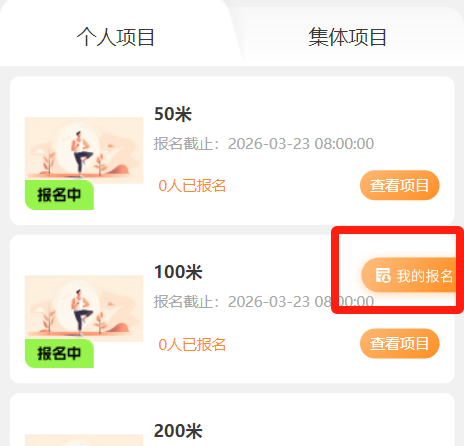 个人项目
集体项目
50米
报名截止：2026-03-23 08:00:00
0人已报名
查看项目
报名中
100米
我的报名
报名截止：2026-03-23 08:00:00
0人已报名
查看项目
报名中
200米